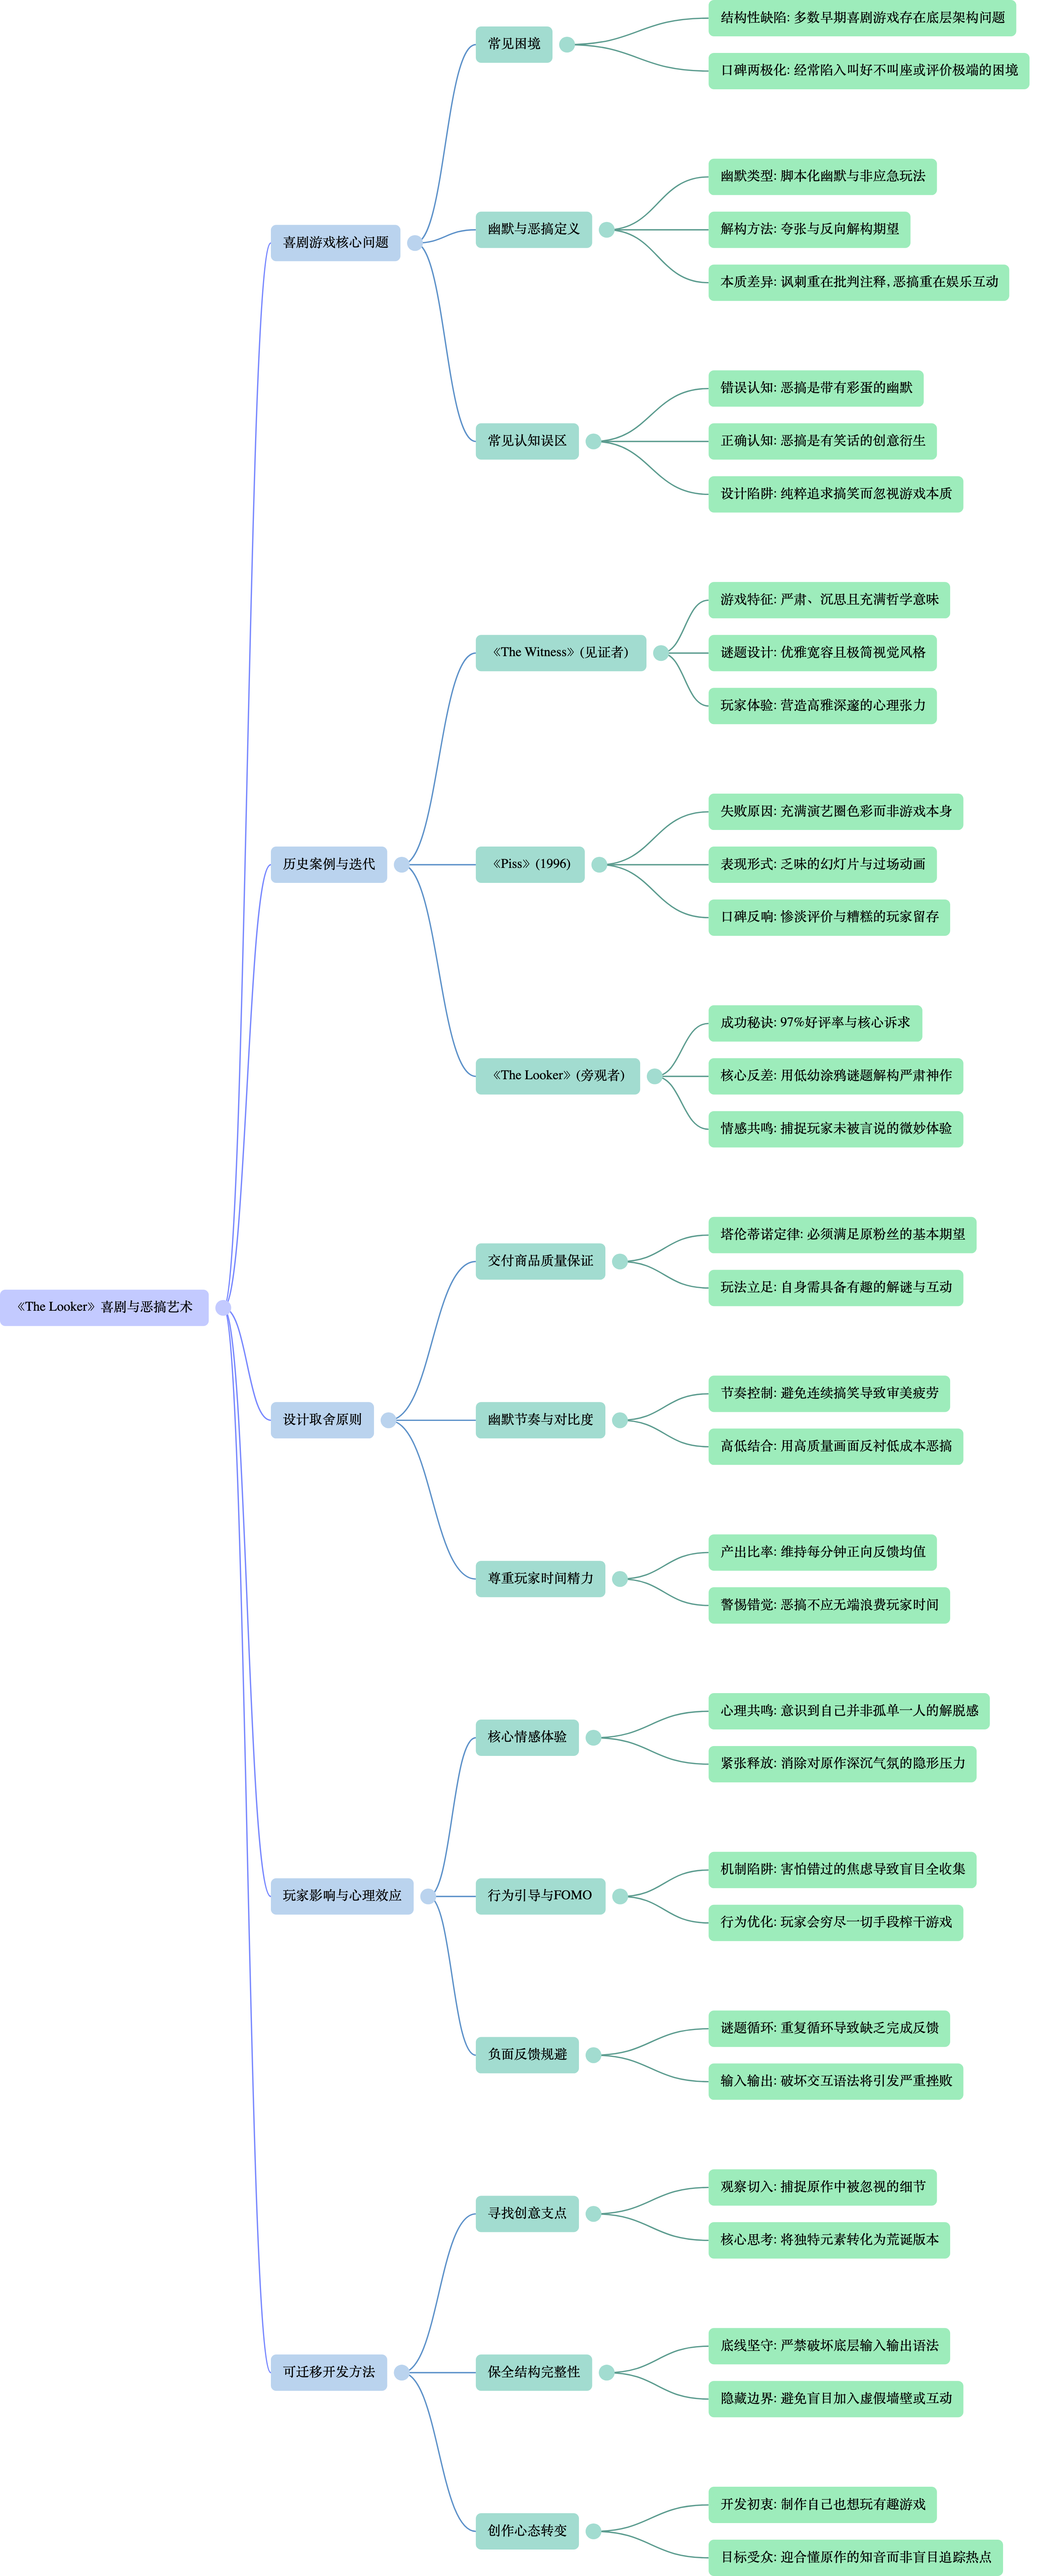 《The Looker》喜剧与恶搞艺术
喜剧游戏核心问题
常见困境
结构性缺陷: 多数早期喜剧游戏存在底层架构问题
口碑两极化: 经常陷入叫好不叫座或评价极端的困境
幽默与恶搞定义
幽默类型: 脚本化幽默与非应急玩法
解构方法: 夸张与反向解构期望
本质差异: 讽刺重在批判注释, 恶搞重在娱乐互动
常见认知误区
错误认知: 恶搞是带有彩蛋的幽默
正确认知: 恶搞是有笑话的创意衍生
设计陷阱: 纯粹追求搞笑而忽视游戏本质
历史案例与迭代
《The Witness》(见证者)
游戏特征: 严肃、沉思且充满哲学意味
谜题设计: 优雅宽容且极简视觉风格
玩家体验: 营造高雅深邃的心理张力
《Piss》(1996)
失败原因: 充满演艺圈色彩而非游戏本身
表现形式: 乏味的幻灯片与过场动画
口碑反响: 惨淡评价与糟糕的玩家留存
《The Looker》(旁观者)
成功秘诀: 97%好评率与核心诉求
核心反差: 用低幼涂鸦谜题解构严肃神作
情感共鸣: 捕捉玩家未被言说的微妙体验
设计取舍原则
交付商品质量保证
塔伦蒂诺定律: 必须满足原粉丝的基本期望
玩法立足: 自身需具备有趣的解谜与互动
幽默节奏与对比度
节奏控制: 避免连续搞笑导致审美疲劳
高低结合: 用高质量画面反衬低成本恶搞
尊重玩家时间精力
产出比率: 维持每分钟正向反馈均值
警惕错觉: 恶搞不应无端浪费玩家时间
玩家影响与心理效应
核心情感体验
心理共鸣: 意识到自己并非孤单一人的解脱感
紧张释放: 消除对原作深沉气氛的隐形压力
行为引导与FOMO
机制陷阱: 害怕错过的焦虑导致盲目全收集
行为优化: 玩家会穷尽一切手段榨干游戏
负面反馈规避
谜题循环: 重复循环导致缺乏完成反馈
输入输出: 破坏交互语法将引发严重挫败
可迁移开发方法
寻找创意支点
观察切入: 捕捉原作中被忽视的细节
核心思考: 将独特元素转化为荒诞版本
保全结构完整性
底线坚守: 严禁破坏底层输入输出语法
隐藏边界: 避免盲目加入虚假墙壁或互动
创作心态转变
开发初衷: 制作自己也想玩有趣游戏
目标受众: 迎合懂原作的知音而非盲目追踪热点